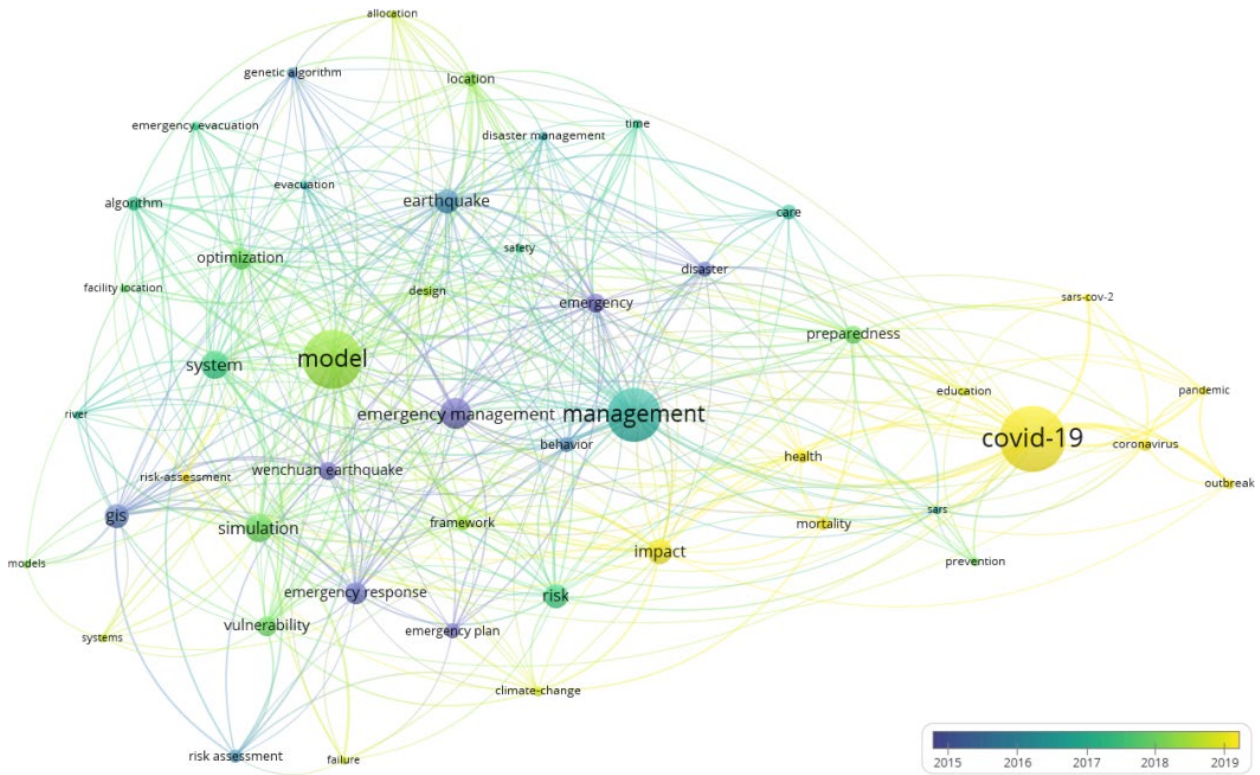 allocation
genetic algorithm
location
emergency evacuation
disaster management
time
evacuation
algorithm
earthquake
care
safety
optimization
disaster
facility location
design
emergency
sars-cov-2
preparedness
model
system
education
pandemic
river
emergency management
management
covid-19
behavior
coronavirus
health
wenchuan earthquake
risk-assessment
outbreak
gis
sars
simulation
framework
mortality
impact
models
prevention
emergency response
risk
vulnerability
emergency plan
systems
climate-change
risk assessment
failure
2015 2016 2017 2018 2019